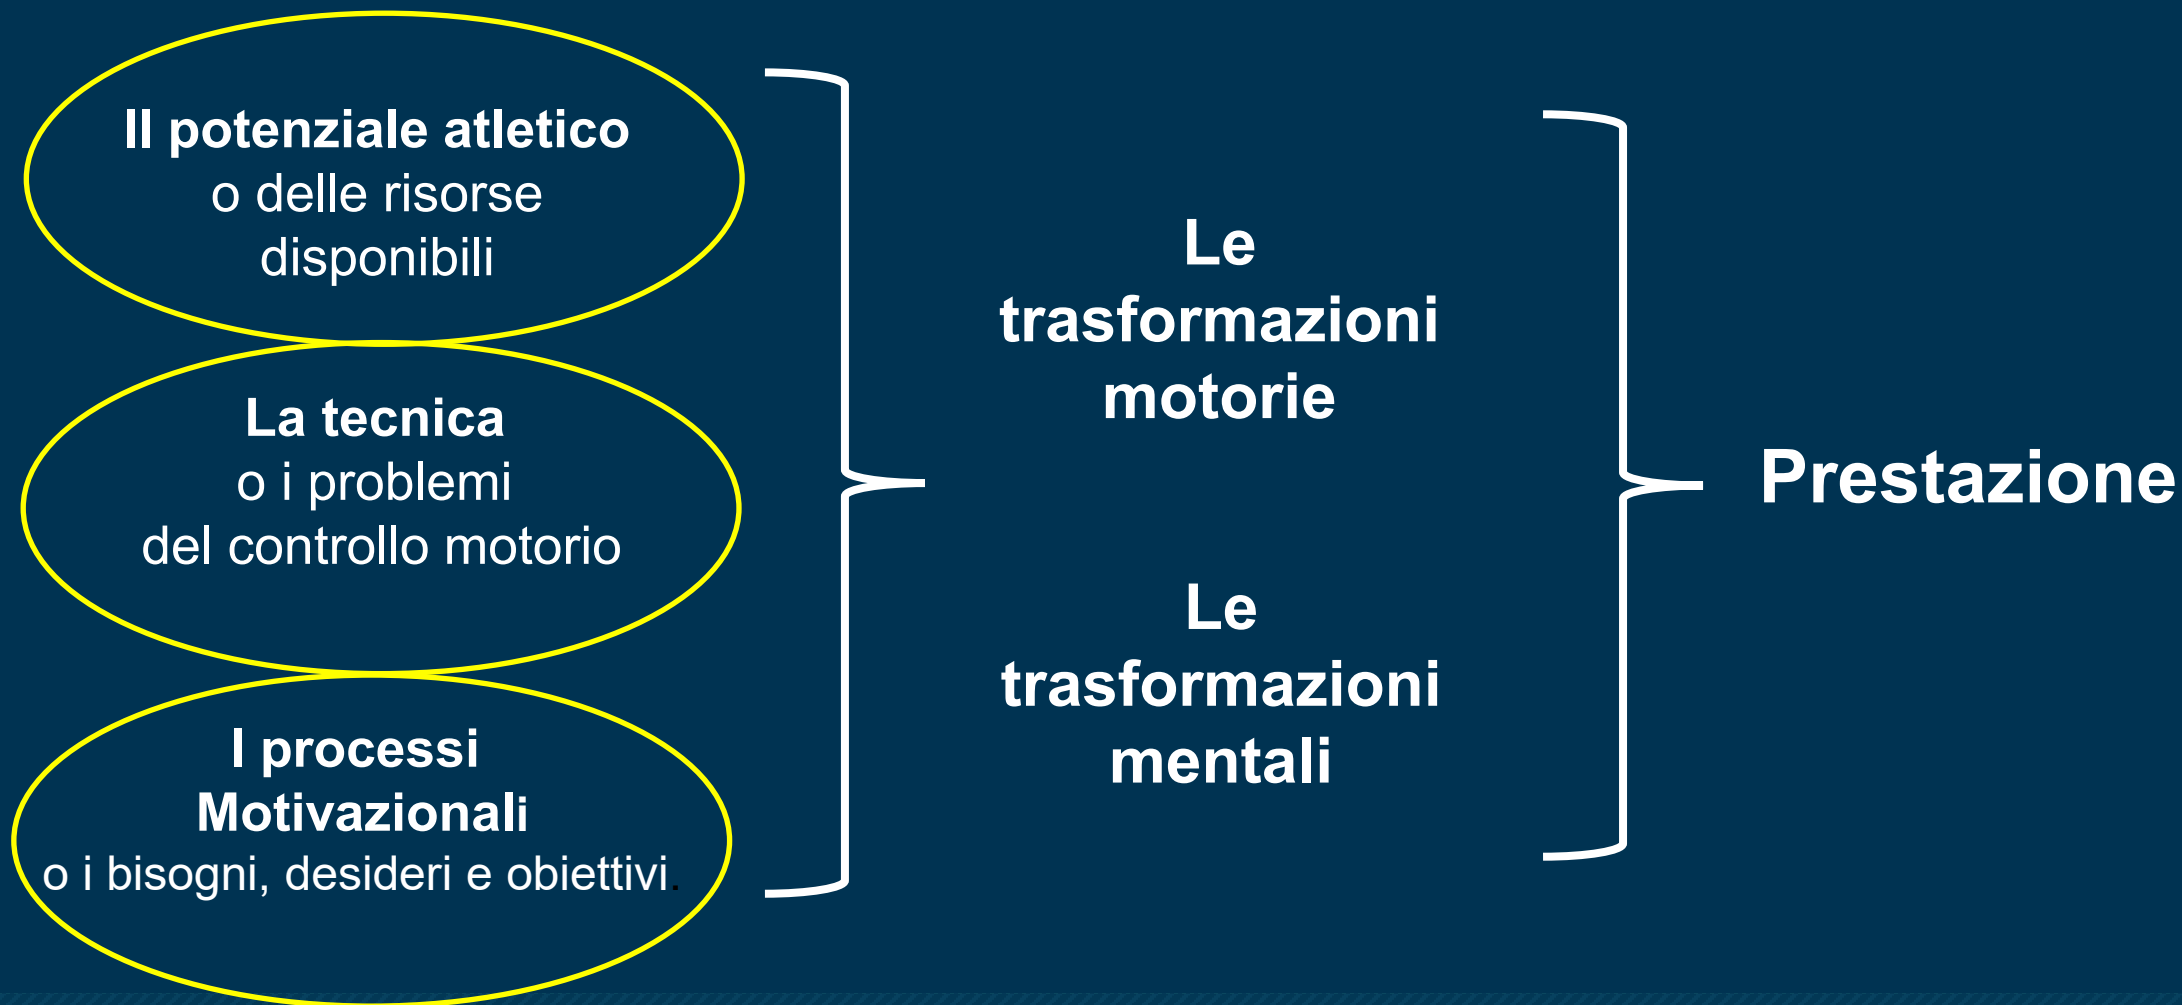 Il potenziale atletico
o delle risorse
disponibili
La tecnica
o i problemi
del controllo motorio
I processi
Motivazionali
o i bisogni, desideri e obiettivi.
Le
trasformazioni
motorie
Le
trasformazioni
mentali
Prestazione